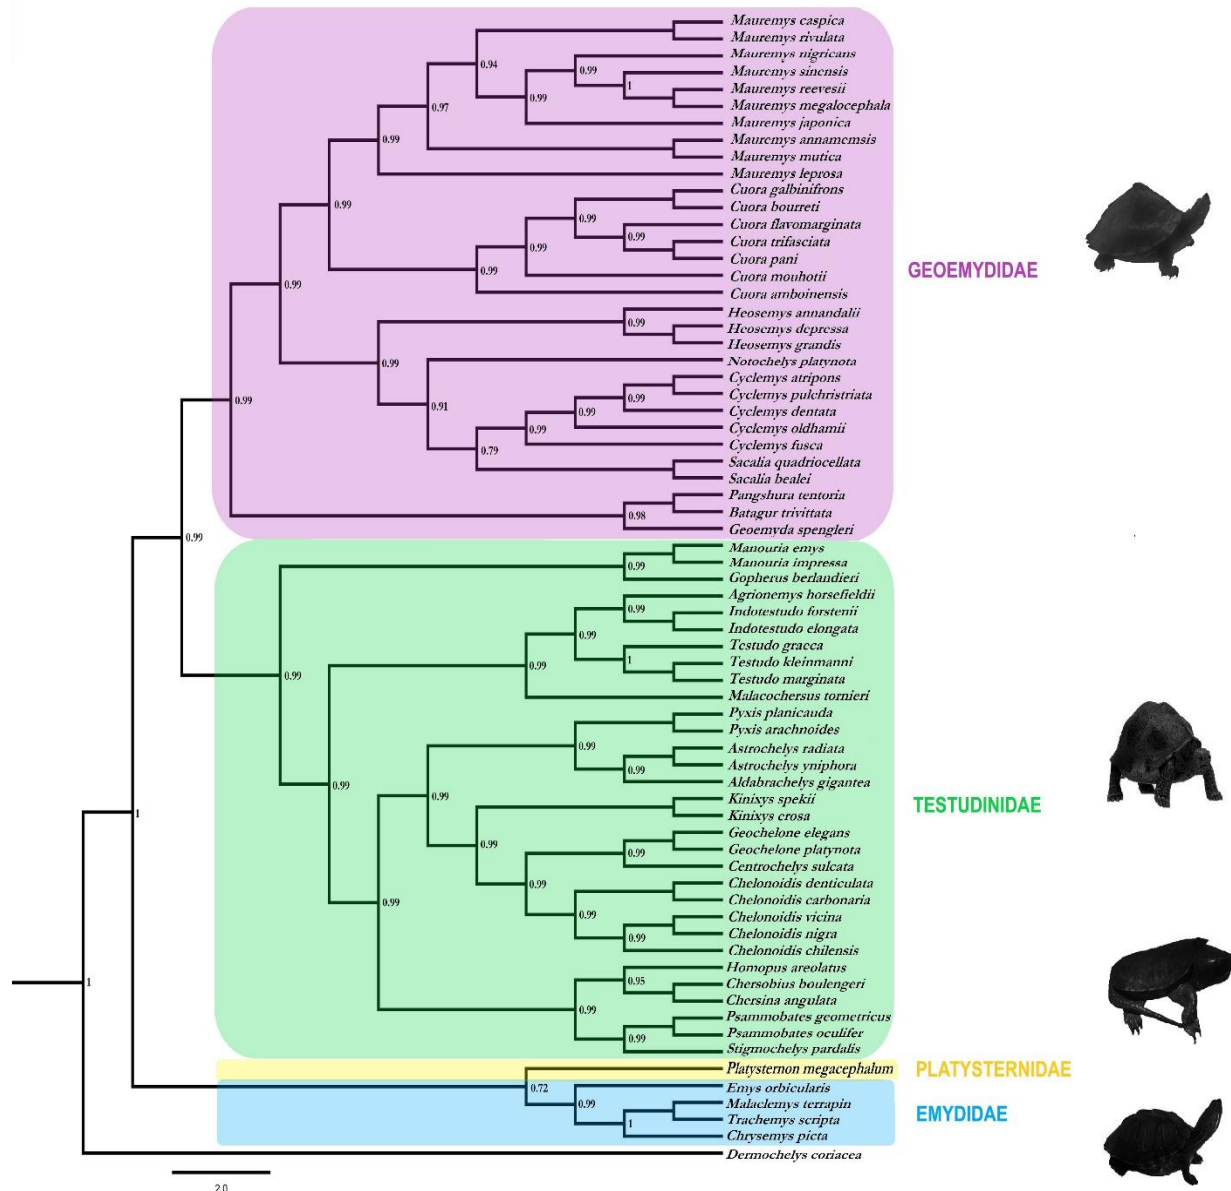 Mauremys caspica
Mauremys rivulata
Mauremys nigricans
0.94
0.99
Mauremys sinensis
1
Mauremys reevesii
0.97
0.99
Mauremys megalocephala
Mauremys japonica
0.99
Mauremys annamemsis
Mauremys mutica
Mauremys leprosa
Cuora galbinifrons
0.99
Cuora bourreti
0.99
Cuora flavomarginata
0.99
0.99
Cuora trifasciata
Cuora pani
0.99
0.99
GEOEMYDIDAE
Cuora mouhotii
0.99
Cuora amboinensis
Heosemys annandalii
0.99
Heosemys depressa
Heosemys grandis
0.99
Notochelys platynota
Cyclemys atripons
0.99
Cyclemys pulchristriata
0.99
0.91
0.99
Cyclemys dentata
0.99
Cyclemys oldhamii
Cyclemys fusca
0.79
Sacalia quadriocellata
Sacalia bealei
Pangshura tentoria
Batagur trivittata
0.98
Geoemyda spengleri
0.99
Manouria emys
Manouria impressa
0.99
Gopherus berlandieri
Agrionemys horsefieldii
0.99
Indotestudo forstenii
Indotestudo elongata
0.99
Testudo graeca
1
Testudo kleinmanni
0.99
0.99
Testudo marginata
Malacochersus tornieri
Pyxis planicauda
Pyxis arachnoides
0.99
Astrochelys radiata
0.99
Astrochelys yniphora
0.99
Aldabrachelys gigantea
0.99
Kinixys spekii
TESTUDINIDAE
1
Kinixys erosa
Geochelone elegans
0.99
Geochelone platynota
0.99
Centrochelys sulcata
0.99
Chelonoidis denticulata
0.99
Chelonoidis carbonaria
0.99
Chelonoidis vicina
Chelonoidis nigra
0.99
Chelonoidis chilensis
Homopus areolatus
0.95
1
Chersobius boulengeri
Chersina angulata
0.99
Psammobates geometricus
Psammobates oculifer
0.99
Stigmochelys pardalis
Platysternon megacephalum
PLATYSTERNIDAE
0.72
Emys orbicularis
0.99
Malaclemys terrapin
EMYDIDAE
1
Trachemys scripta
Chrysemys picta
Dermochelys coriacea
2.0